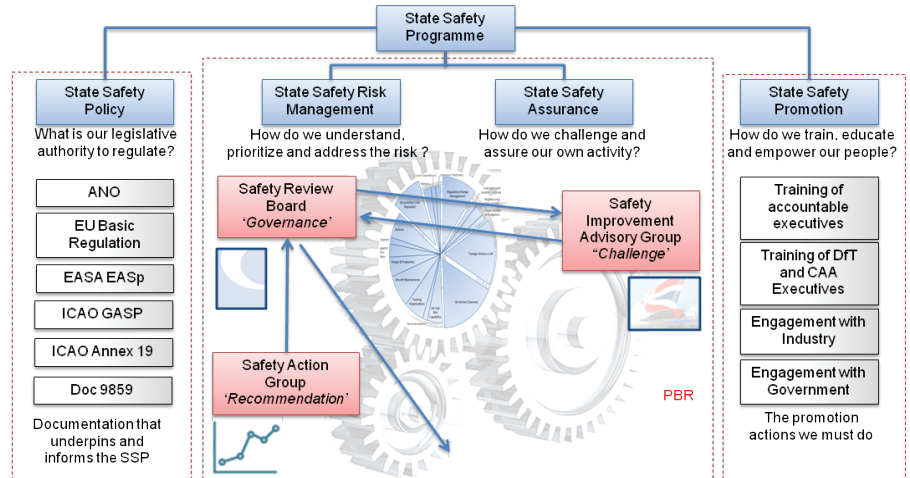 State Safety
Programme
State Safety
Policy
What is our legislative
authority to regulate?
ANO
EU Basic
Regulation
EASA EASp
ICAO GASP
ICAO Annex 19
Doc 9859
Documentation that
underpins and
informs the SSP
State Safety Risk
Management
How do we understand,
prioritize and address the risk ?
State Safety
Assurance
How do we challenge and
assure our own activity?
Safety Review
Board
‘Governance’
Safety
Improvement
Advisory Group
“Challenge’
Safety Action
Group
‘Recommendation’
PBR
State Safety
Promotion
How do we train, educate
and empower our people?
Training of
accountable
executives
Training of DfT
and CAA
Executives
Engagement with
Industry
Engagement with
Government
The promotion
actions we must do